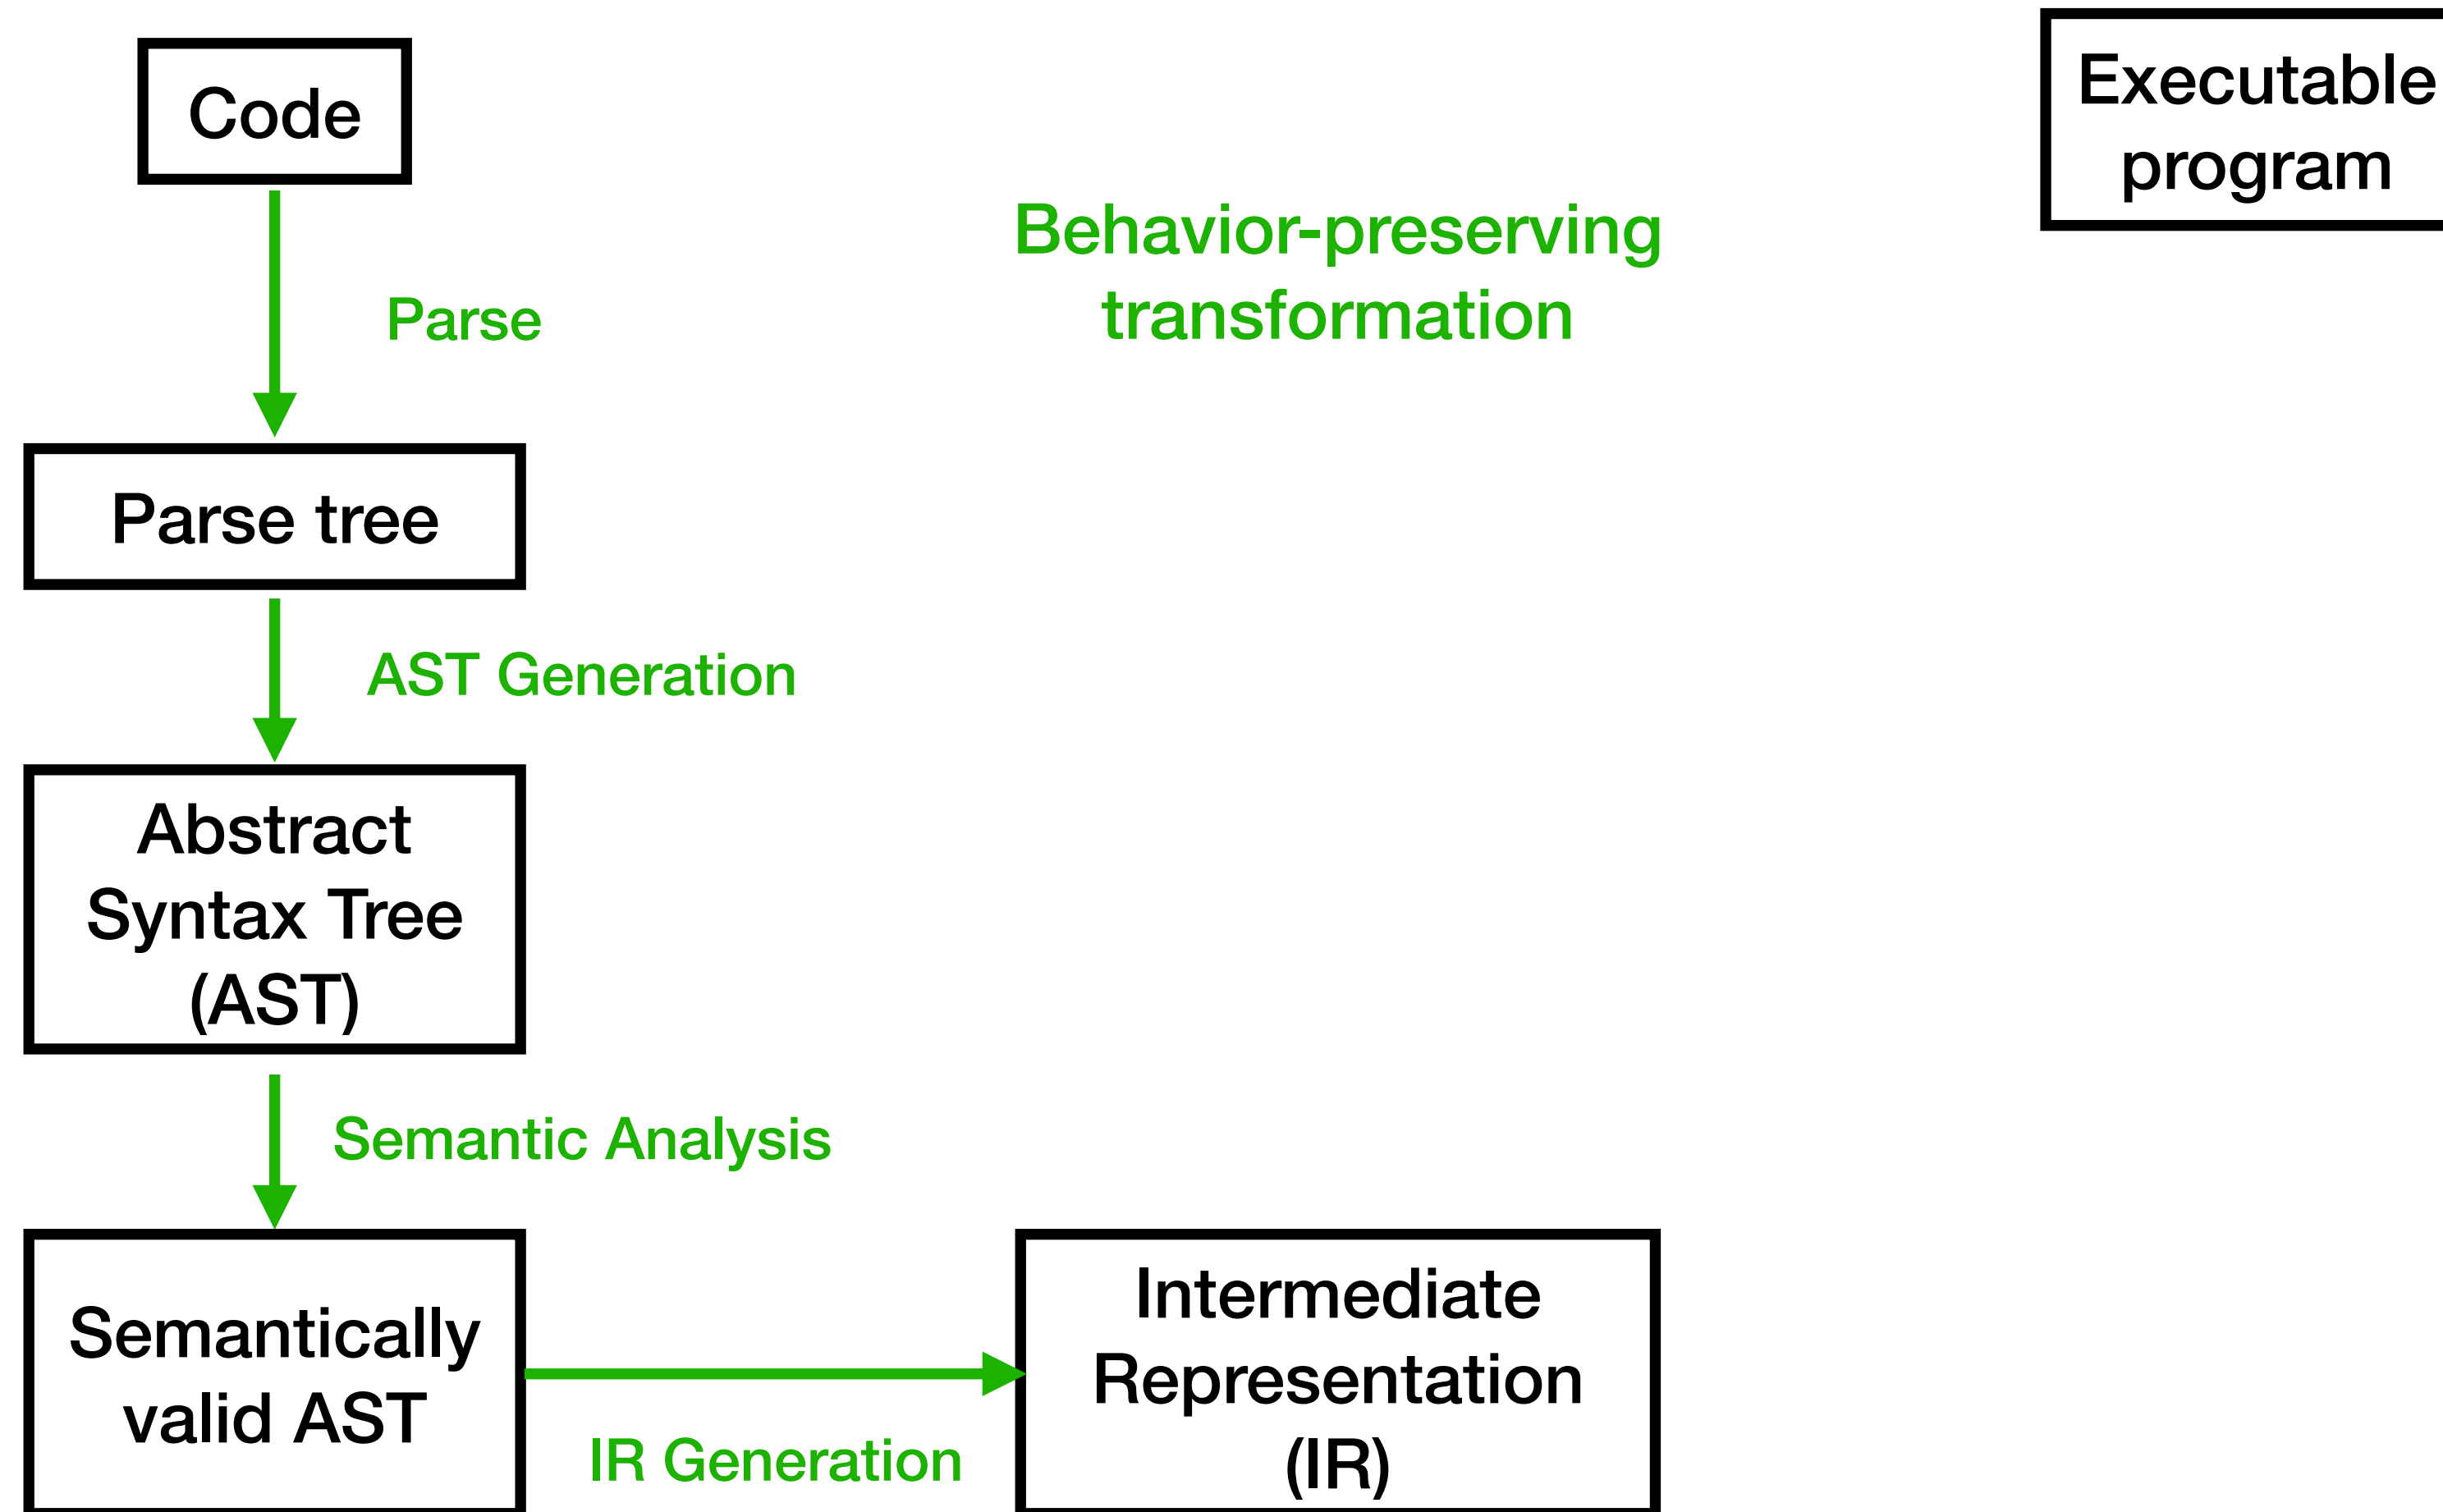 Code
Executable
program
Behavior-preserving
transformation
Parse
Parse tree
AST Generation
Abstract
Syntax Tree
(AST)
Semantic Analysis
Semantically
valid AST
IR Generation
Intermediate
Representation
(IR)